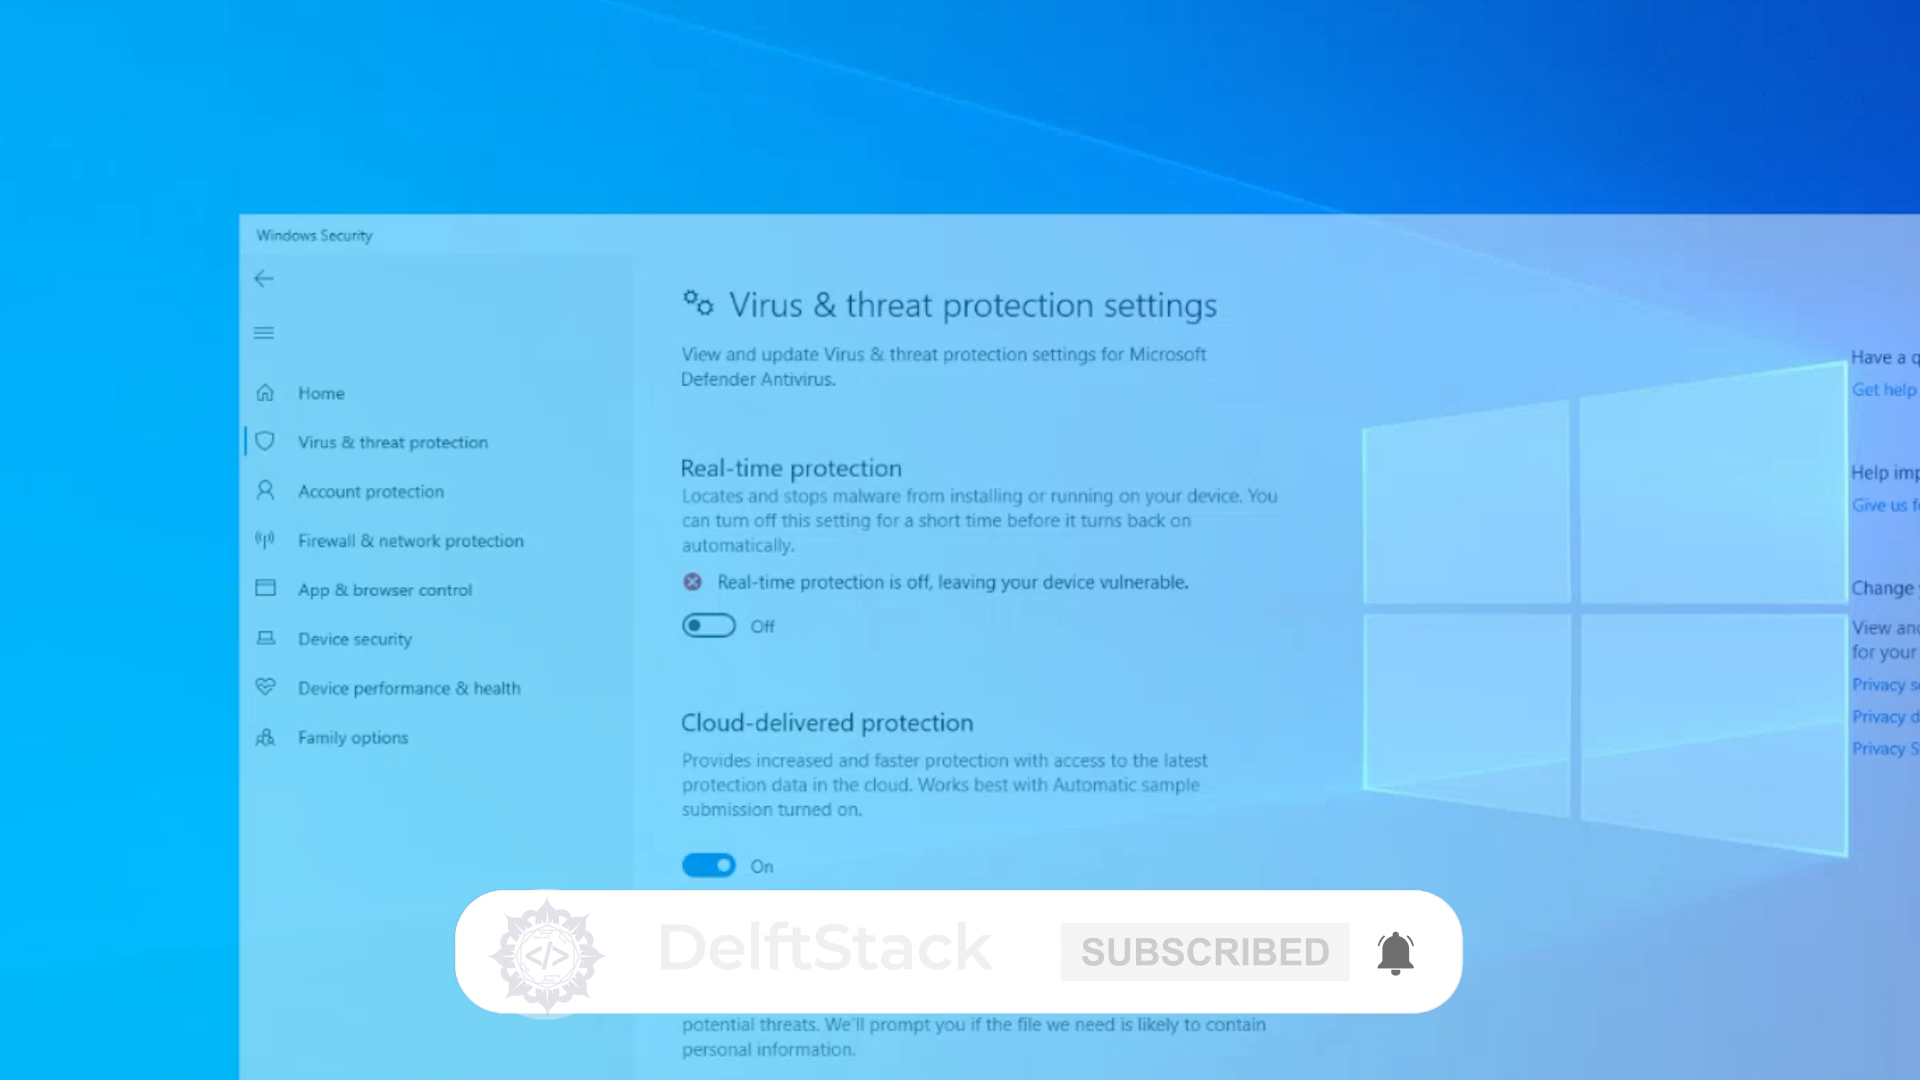 Windows Security
Home
Virus & threat protection
Account protection
Firewall & network protection
App & browser control
Device security
Device performance & health
Family options
Virus & threat protection settings
View and update Virus & threat protection settings for Microsoft
Defender Antivirus.
Real-time protection
Locates and stops malware from installing or running on your device. You
can turn off this setting for a short time before it turns back on
automatically.
Real-time protection is off, leaving your device vulnerable.
Off
Cloud-delivered protection
Provides increased and faster protection with access to the latest
protection data in the cloud. Works best with Automatic sample
submission turned on.
On
DelftStack
SUBSCRIBED
potential threats. We'll prompt you if the file we need is likely to contain
personal information.
Have a
Get help
Help
Give us
Change
View
for your
Privacy
Privacy
Privacy